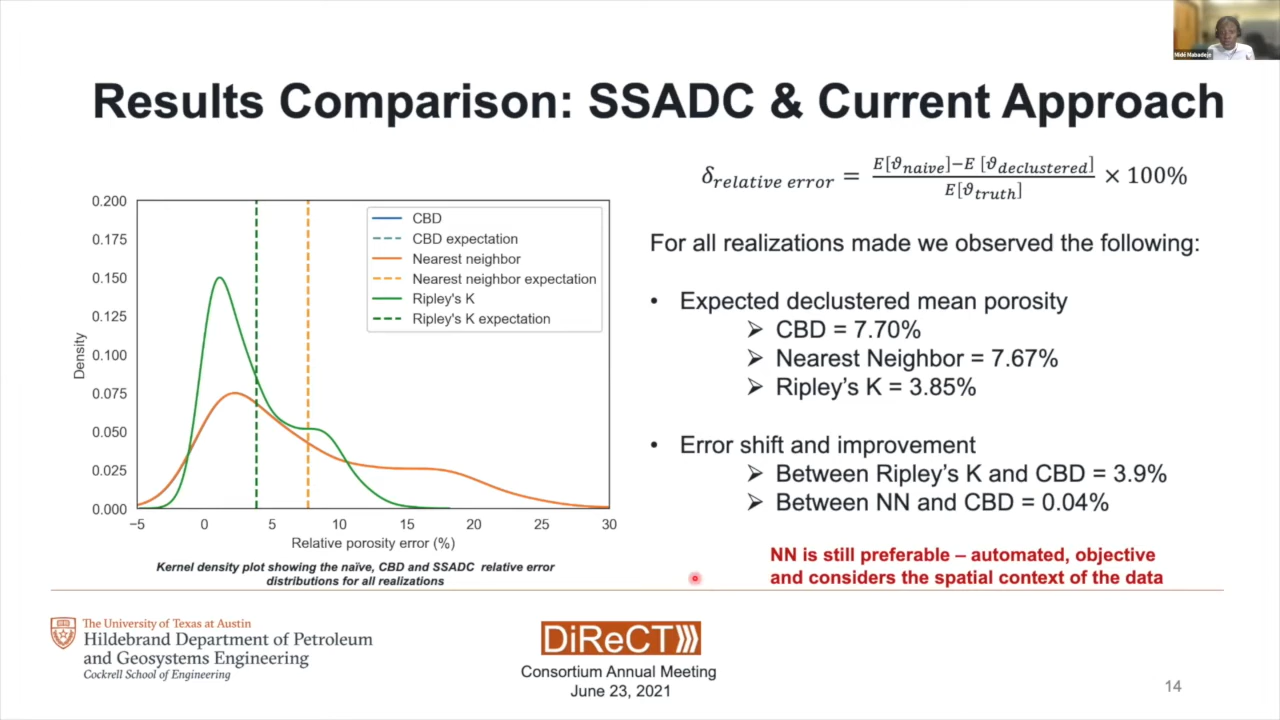 Midé Mabadeje
Results Comparison: SSADC & Current Approach
δ_relative error = (E[ϑ_naive]−E [ϑ_declustered]) / E[ϑ_truth] × 100%
0.200
0.175
0.150
0.125
0.100
0.075
0.050
0.025
0.000
Density
−5
0
5
10
15
20
25
30
Relative porosity error (%)
CBD
CBD expectation
Nearest neighbor
Nearest neighbor expectation
Ripley's K
Ripley's K expectation
Kernel density plot showing the naïve, CBD and SSADC relative error
distributions for all realizations
For all realizations made we observed the following:
• Expected declustered mean porosity
➢ CBD = 7.70%
➢ Nearest Neighbor = 7.67%
➢ Ripley’s K = 3.85%
• Error shift and improvement
➢ Between Ripley’s K and CBD = 3.9%
➢ Between NN and CBD = 0.04%
NN is still preferable – automated, objective
and considers the spatial context of the data
The University of Texas at Austin
Hildebrand Department of Petroleum
and Geosystems Engineering
Cockrell School of Engineering
DiReCT
Consortium Annual Meeting
June 23, 2021
14